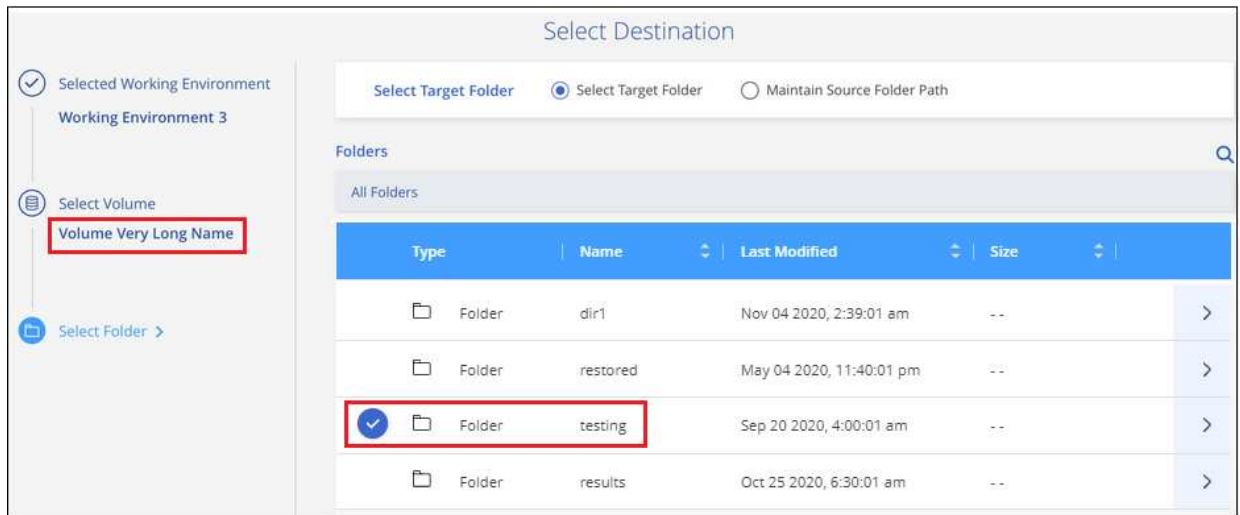 Select Destination
Selected Working Environment
Working Environment 3
Select Volume
Volume Very Long Name
Select Folder >
Select Target Folder Select Target Folder Maintain Source Folder Path
Folders
All Folders
Type Name Last Modified Size
Folder dir1 Nov 04 2020, 2:39:01 am --
Folder restored May 04 2020, 11:40:01 pm --
Folder testing Sep 20 2020, 4:00:01 am --
Folder results Oct 25 2020, 6:30:01 am --